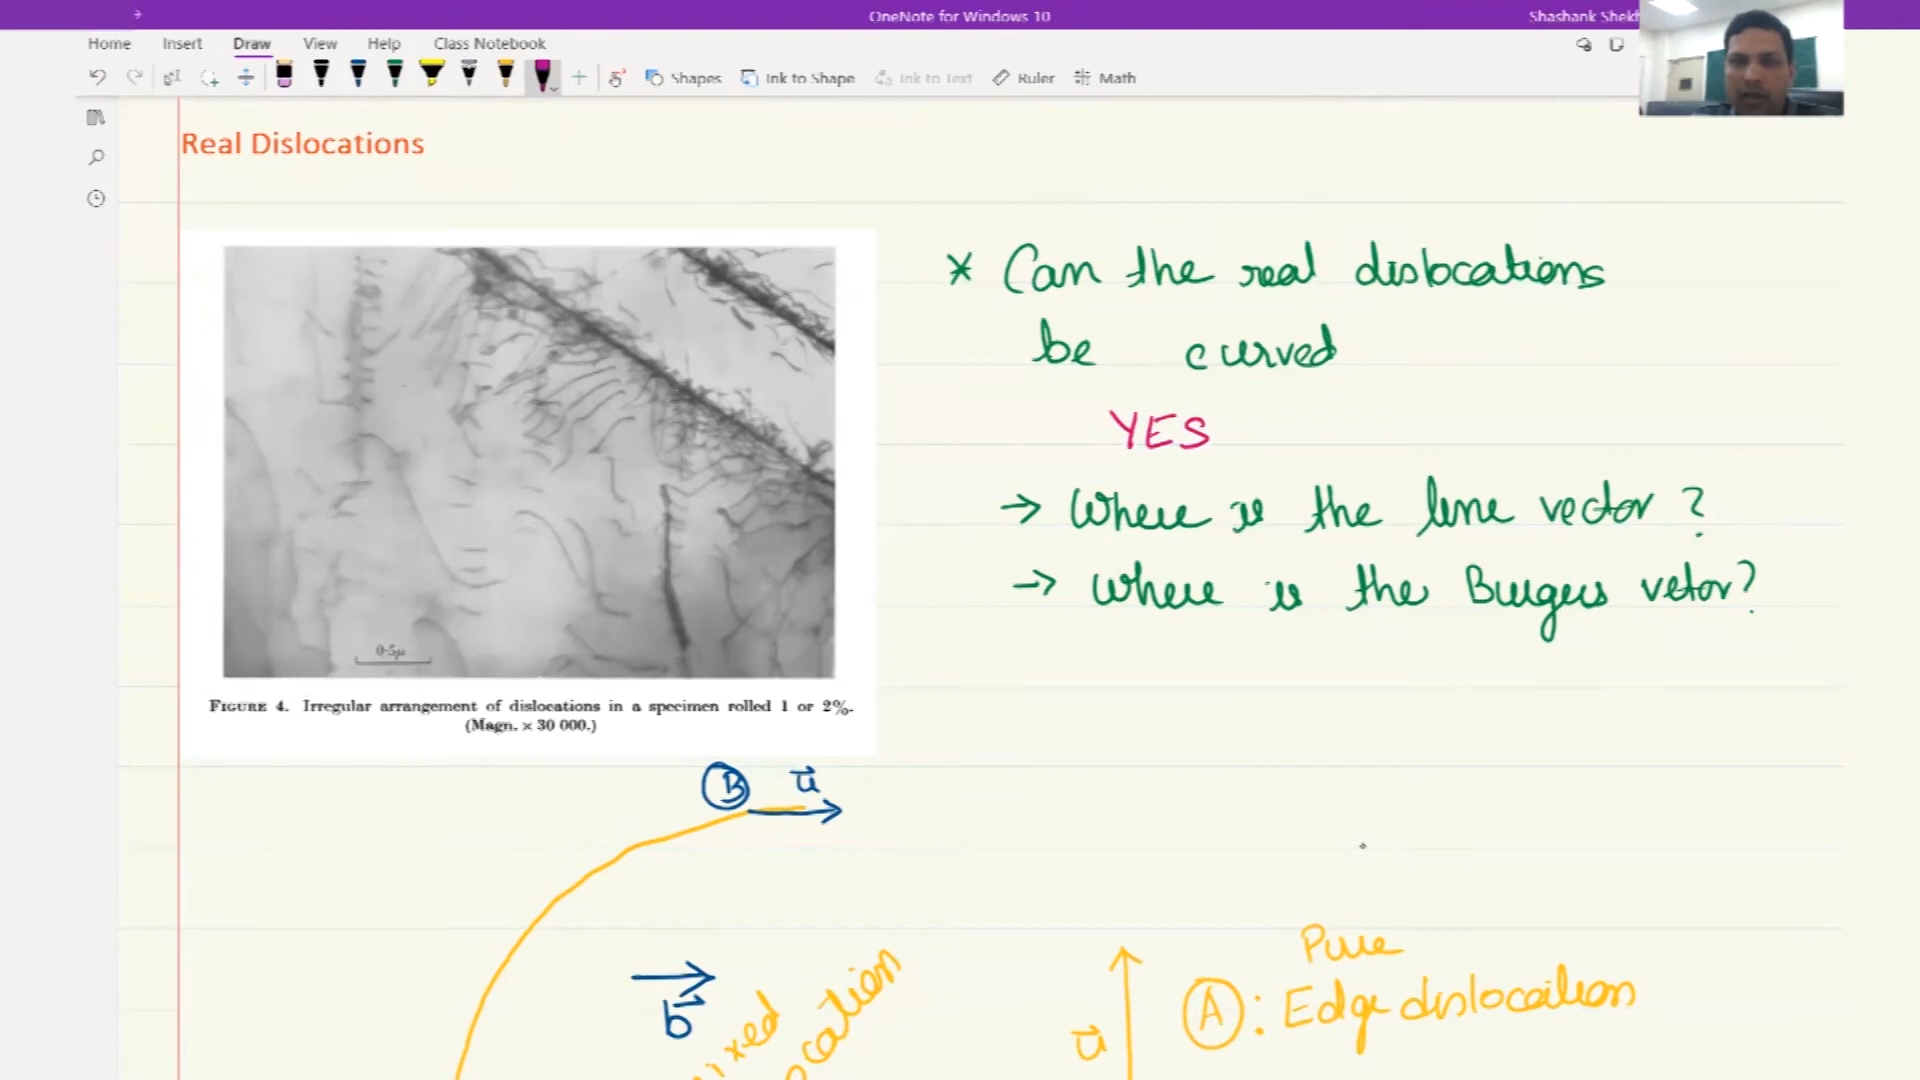 OneNote for Windows 10
Shashank Shekh
Home Insert Draw View Help Class Notebook
Shapes Ink to Shape Ink to Text Ruler Math
Real Dislocations
* Can the real dislocations
be curved
YES
→ Where is the line vector ?
→ Where is the Burgers vetor?
0·5μ
FIGURE 4. Irregular arrangement of dislocations in a specimen rolled 1 or 2%.
(Magn. × 30 000.)
B u⃗
b⃗
Pure
A : Edge dislocation
u⃗